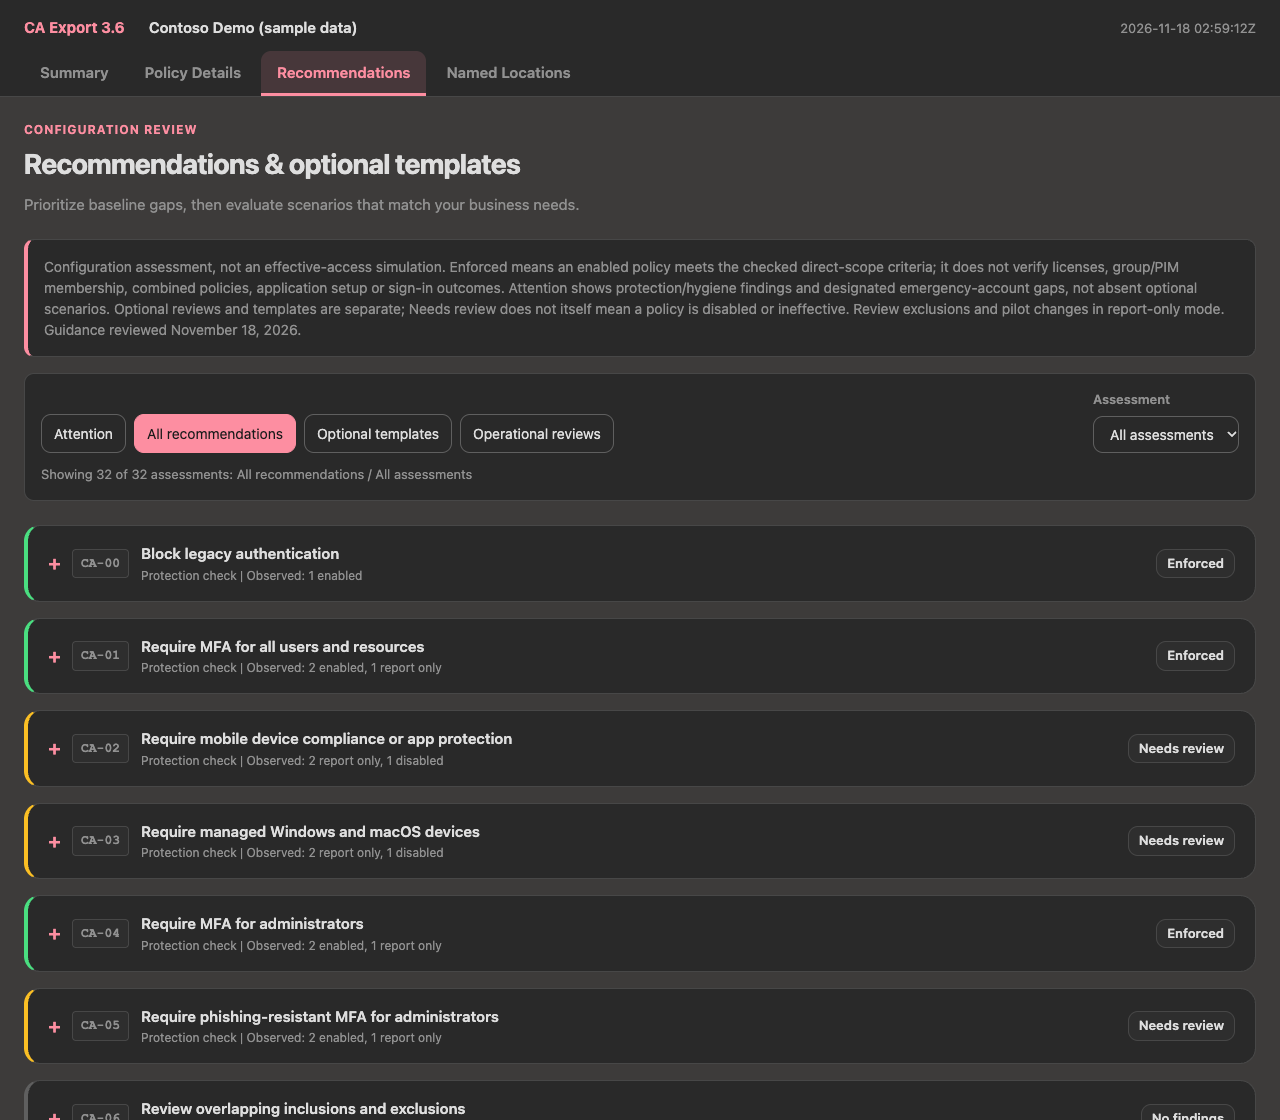 CA Export 3.6
Contoso Demo (sample data)
2026-11-18 02:59:12Z
Summary
Policy Details
Recommendations
Named Locations
CONFIGURATION REVIEW
Recommendations & optional templates
Prioritize baseline gaps, then evaluate scenarios that match your business needs.
Configuration assessment, not an effective-access simulation. Enforced means an enabled policy meets the checked direct-scope criteria; it does not verify licenses, group/PIM
membership, combined policies, application setup or sign-in outcomes. Attention shows protection/hygiene findings and designated emergency-account gaps, not absent optional
scenarios. Optional reviews and templates are separate; Needs review does not itself mean a policy is disabled or ineffective. Review exclusions and pilot changes in report-only mode.
Guidance reviewed November 18, 2026.
Assessment
Attention
All recommendations
Optional templates
Operational reviews
All assessments
Showing 32 of 32 assessments: All recommendations / All assessments
+
CA-00
Block legacy authentication
Protection check | Observed: 1 enabled
Enforced
+
CA-01
Require MFA for all users and resources
Protection check | Observed: 2 enabled, 1 report only
Enforced
+
CA-02
Require mobile device compliance or app protection
Protection check | Observed: 2 report only, 1 disabled
Needs review
+
CA-03
Require managed Windows and macOS devices
Protection check | Observed: 2 report only, 1 disabled
Needs review
+
CA-04
Require MFA for administrators
Protection check | Observed: 2 enabled, 1 report only
Enforced
+
CA-05
Require phishing-resistant MFA for administrators
Protection check | Observed: 2 enabled, 1 report only
Needs review
+
CA-06
Review overlapping inclusions and exclusions
No findings